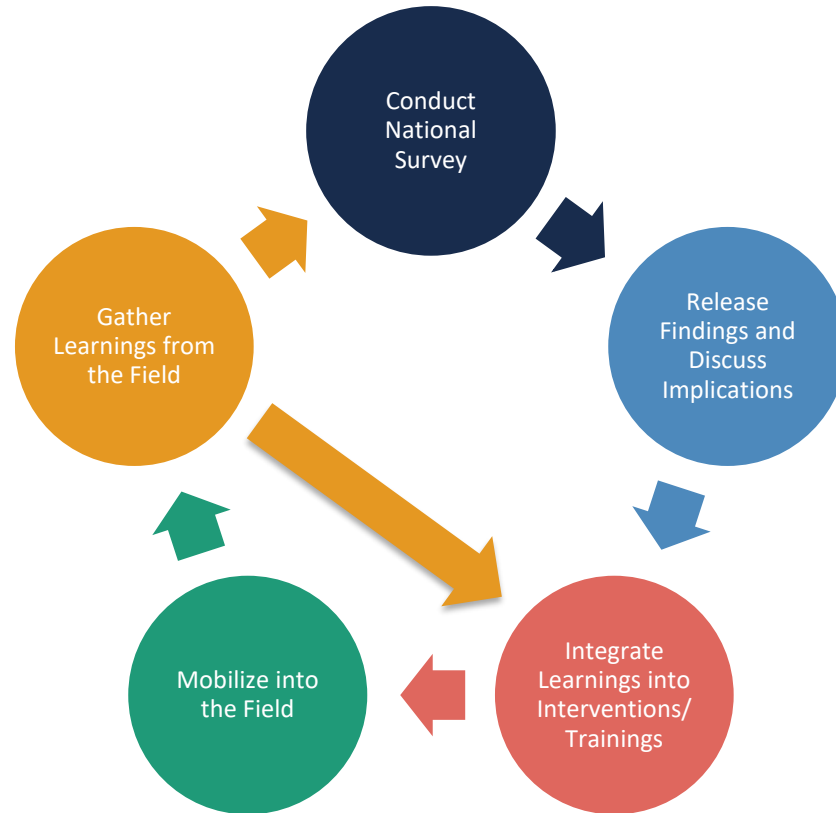 Conduct
National
Survey
Release
Findings and
Discuss
Implications
Integrate
Learnings into
Interventions/
Trainings
Mobilize into
the Field
Gather
Learnings from
the Field